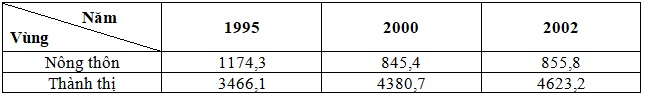 Năm
Vùng 1995 2000 2002
Nông thôn 1174,3 845,4 855,8
Thành thị 3466,1 4380,7 4623,2